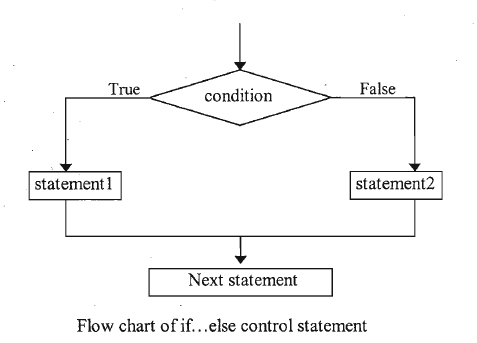 condition
True
False
statement1
statement2
Next statement
Flow chart of if...else control statement